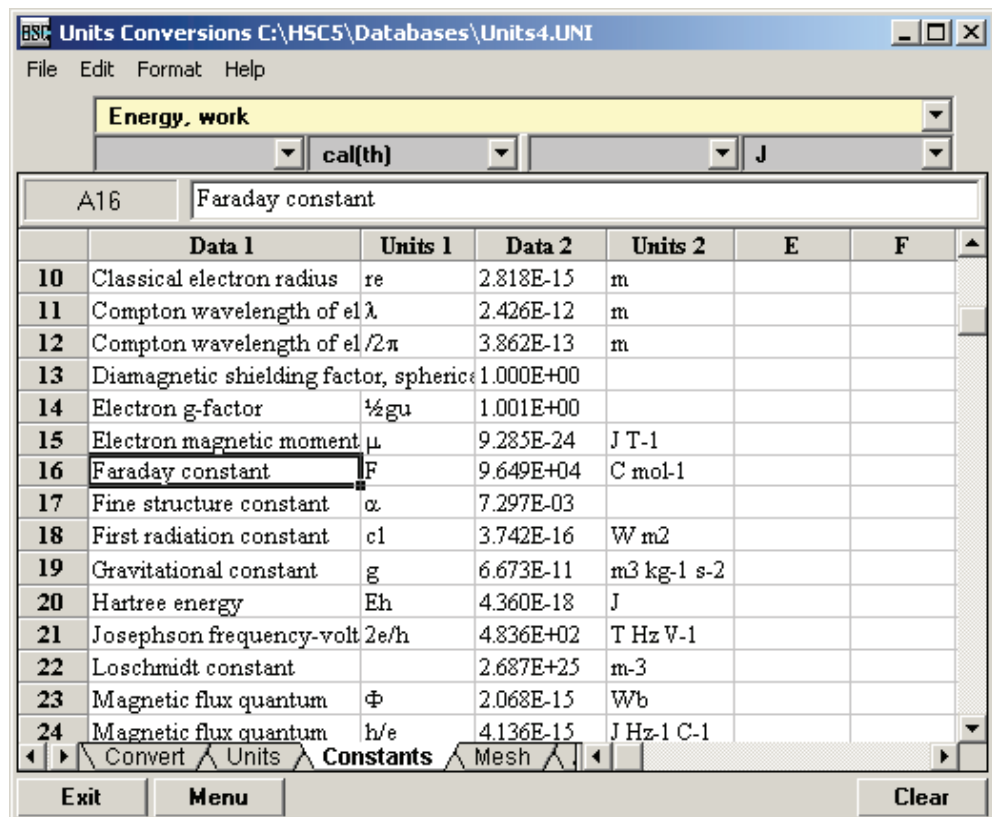 HSC Units Conversions C:\HSC5\Databases\Units4.UNI
File Edit Format Help
Energy, work
cal(th) J
A16 Faraday constant
Data 1 Units 1 Data 2 Units 2 E F
10 Classical electron radius re 2.818E-15 m
11 Compton wavelength of el λ 2.426E-12 m
12 Compton wavelength of el /2π 3.862E-13 m
13 Diamagnetic shielding factor, spherica 1.000E+00
14 Electron g-factor ½gu 1.001E+00
15 Electron magnetic moment μ 9.285E-24 J T-1
16 Faraday constant F 9.649E+04 C mol-1
17 Fine structure constant α 7.297E-03
18 First radiation constant c1 3.742E-16 W m2
19 Gravitational constant g 6.673E-11 m3 kg-1 s-2
20 Hartree energy Eh 4.360E-18 J
21 Josephson frequency-volt 2e/h 4.836E+02 T Hz V-1
22 Loschmidt constant 2.687E+25 m-3
23 Magnetic flux quantum Φ 2.068E-15 Wb
24 Magnetic flux quantum h/e 4.136E-15 J Hz-1 C-1
Convert Units Constants Mesh
Exit Menu Clear